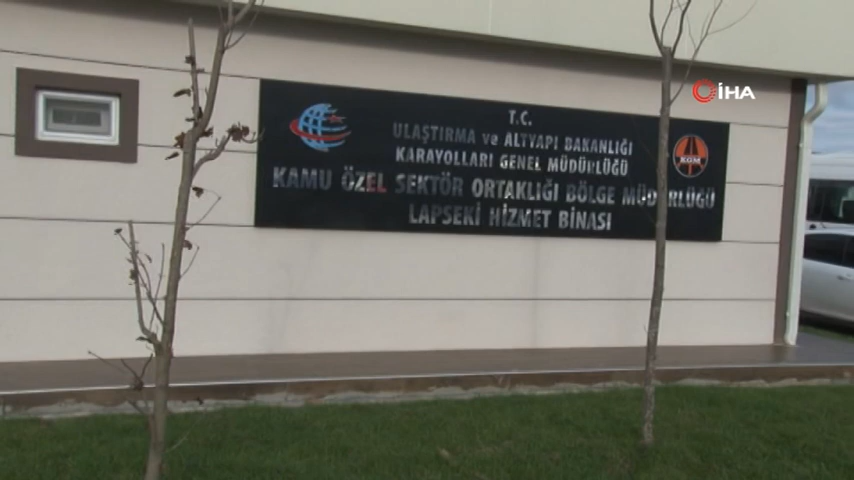 İHA
T.C.
ULAŞTIRMA ve ALTYAPI BAKANLIĞI
KARAYOLLARI GENEL MÜDÜRLÜĞÜ
KGM
KAMU ÖZEL SEKTÖR ORTAKLIĞI BÖLGE MÜDÜRLÜĞÜ
LAPSEKİ HİZMET BİNASI